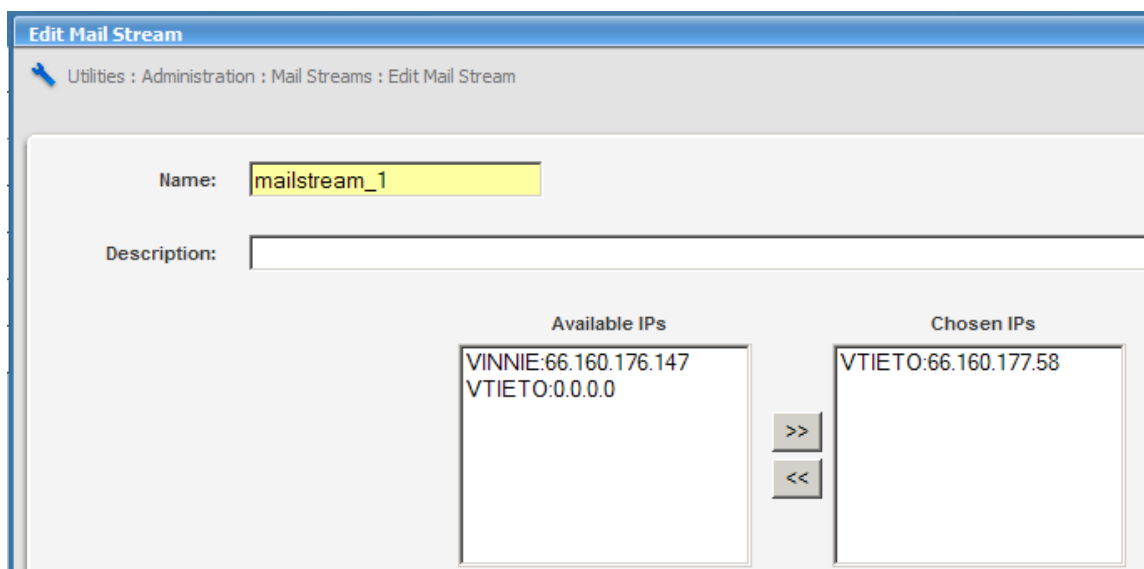 Edit Mail Stream
Utilities : Administration : Mail Streams : Edit Mail Stream
Name: mailstream_1
Description:
Available IPs Chosen IPs
VINNIE:66.160.176.147 VTIETO:66.160.177.58
VTIETO:0.0.0.0
>>
<<